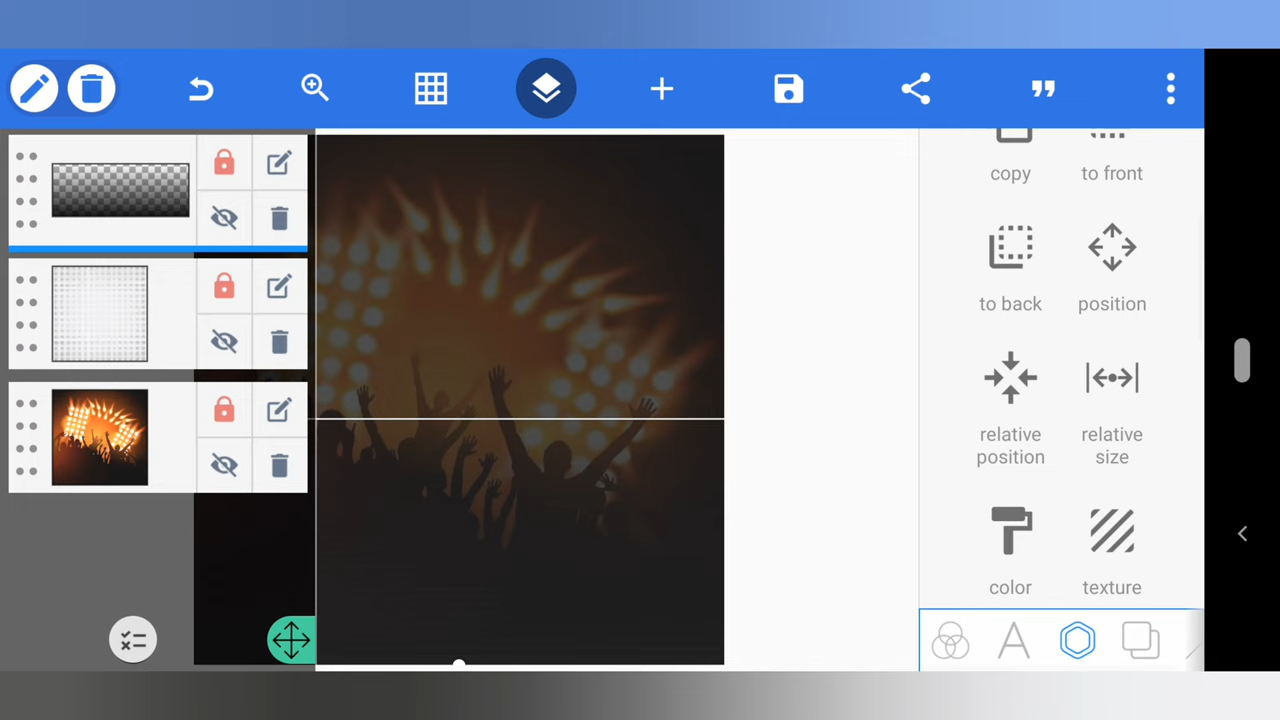 copy
to front
to back
position
relative
position
relative
size
color
texture